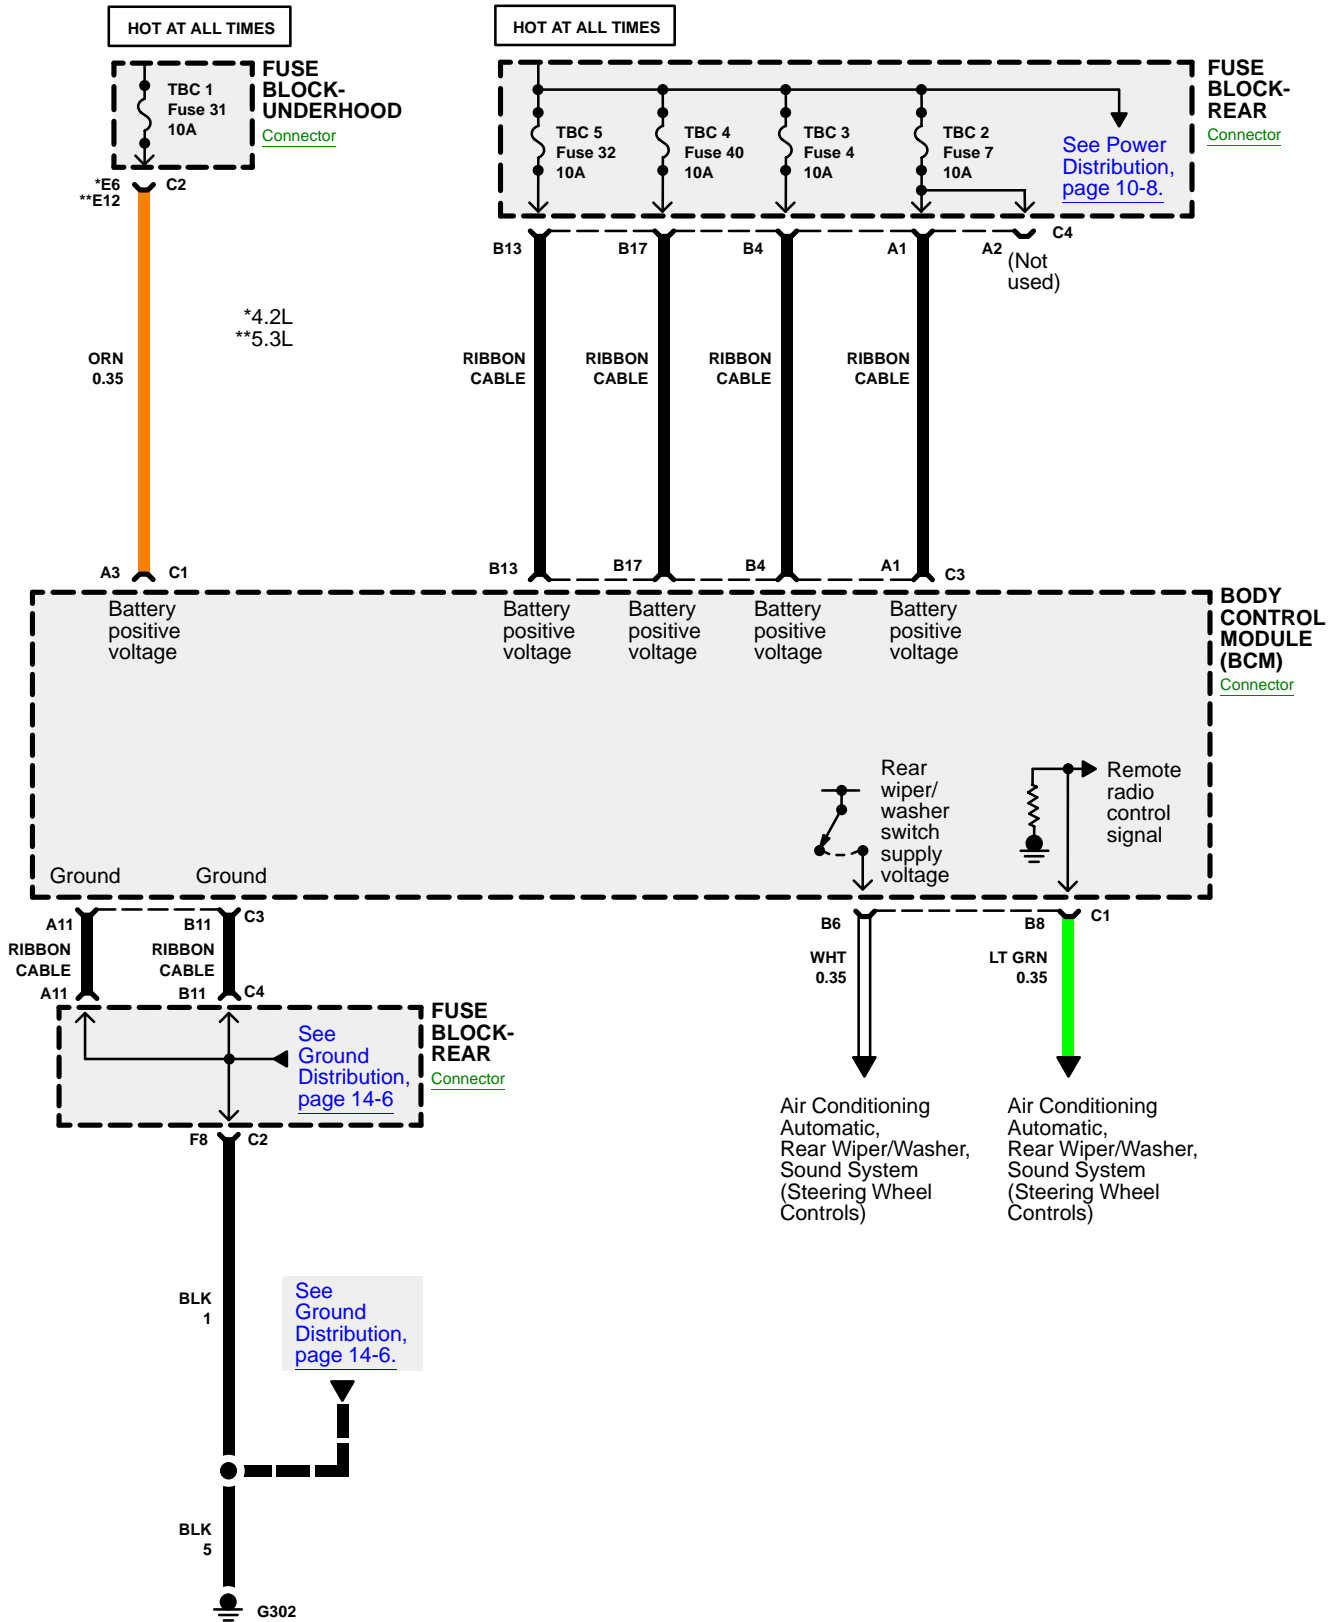 HOT AT ALL TIMES
HOT AT ALL TIMES
TBC 1
Fuse 31
10A
FUSE
BLOCK-
UNDERHOOD
Connector
*E6
**E12
C2
TBC 5
Fuse 32
10A
TBC 4
Fuse 40
10A
TBC 3
Fuse 4
10A
TBC 2
Fuse 7
10A
See Power
Distribution,
page 10-8.
FUSE
BLOCK-
REAR
Connector
B13
B17
B4
A1
A2
C4
(Not
used)
*4.2L
**5.3L
ORN
0.35
RIBBON
CABLE
RIBBON
CABLE
RIBBON
CABLE
RIBBON
CABLE
A3
C1
B13
B17
B4
A1
C3
Battery
positive
voltage
Battery
positive
voltage
Battery
positive
voltage
Battery
positive
voltage
Battery
positive
voltage
BODY
CONTROL
MODULE
(BCM)
Connector
Rear
wiper/
washer
switch
supply
voltage
Remote
radio
control
signal
Ground
Ground
A11
B11
C3
RIBBON
CABLE
RIBBON
CABLE
A11
B11
C4
B6
B8
C1
WHT
0.35
LT GRN
0.35
See
Ground
Distribution,
page 14-6
FUSE
BLOCK-
REAR
Connector
F8
C2
Air Conditioning
Automatic,
Rear Wiper/Washer,
Sound System
(Steering Wheel
Controls)
Air Conditioning
Automatic,
Rear Wiper/Washer,
Sound System
(Steering Wheel
Controls)
BLK
1
See
Ground
Distribution,
page 14-6.
BLK
5
G302